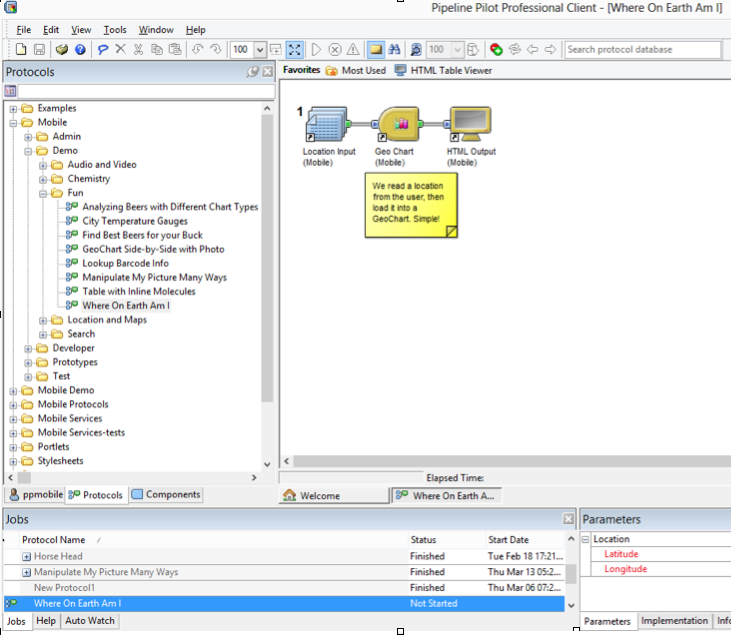 Pipeline Pilot Professional Client - [Where On Earth Am I]
File Edit View Tools Window Help
100
100
Search protocol database
Protocols
Favorites Most Used HTML Table Viewer
Examples
Mobile
Admin
Demo
Audio and Video
Chemistry
Fun
Analyzing Beers with Different Chart Types
City Temperature Gauges
Find Best Beers for your Buck
GeoChart Side-by-Side with Photo
Lookup Barcode Info
Manipulate My Picture Many Ways
Table with Inline Molecules
Where On Earth Am I
Location and Maps
Search
Developer
Prototypes
Test
Mobile Demo
Mobile Protocols
Mobile Services
Mobile Services-tests
Portlets
Stylesheets
ppmobile Protocols Components
1
Location Input
(Mobile)
Geo Chart
(Mobile)
HTML Output
(Mobile)
We read a location
from the user, then
load it into a
GeoChart. Simple!
Elapsed Time:
Welcome Where On Earth A...
Jobs
Protocol Name / Status Start Date
Horse Head Finished Tue Feb 18 17:21...
Manipulate My Picture Many Ways Finished Thu Mar 13 05:2...
New Protocol1 Finished Thu Mar 06 07:2...
Where On Earth Am I Not Started
Jobs Help Auto Watch
Parameters
Location
Latitude
Longitude
Parameters Implementation